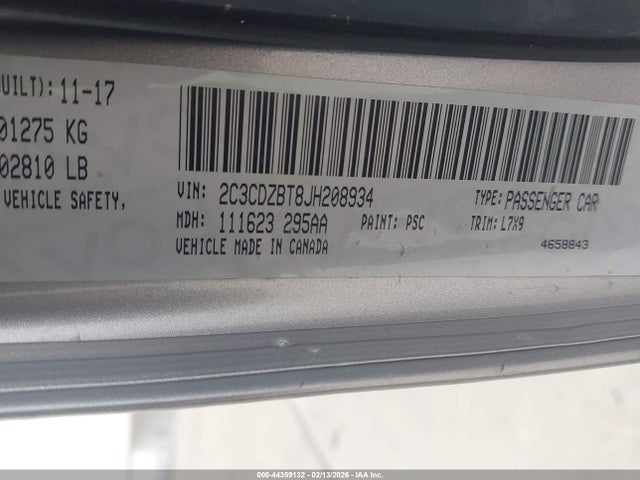 BUILT): 11-17
01275 KG
02810 LB
VEHICLE SAFETY,
VIN: 2C3CDZBT8JH208934
TYPE: PASSENGER CAR
MDH: 111623 295AA
PAINT: PSC
TRIM: L7X9
VEHICLE MADE IN CANADA
4658843
000-44359132 - 02/13/2026 - IAA Inc.